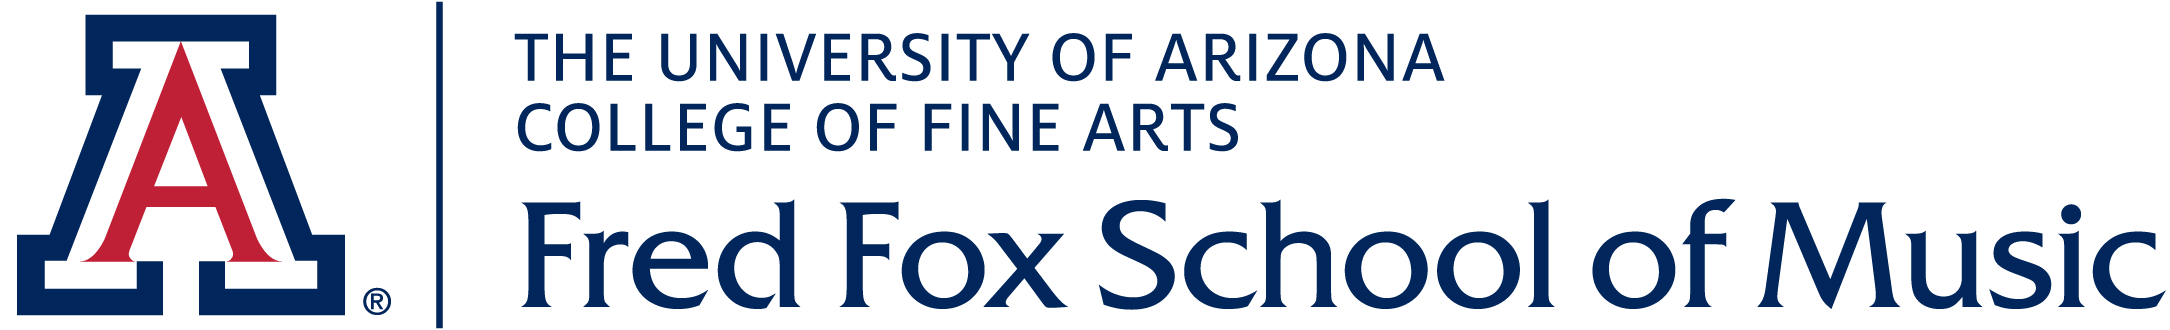 A®
THE UNIVERSITY OF ARIZONA
COLLEGE OF FINE ARTS
Fred Fox School of Music